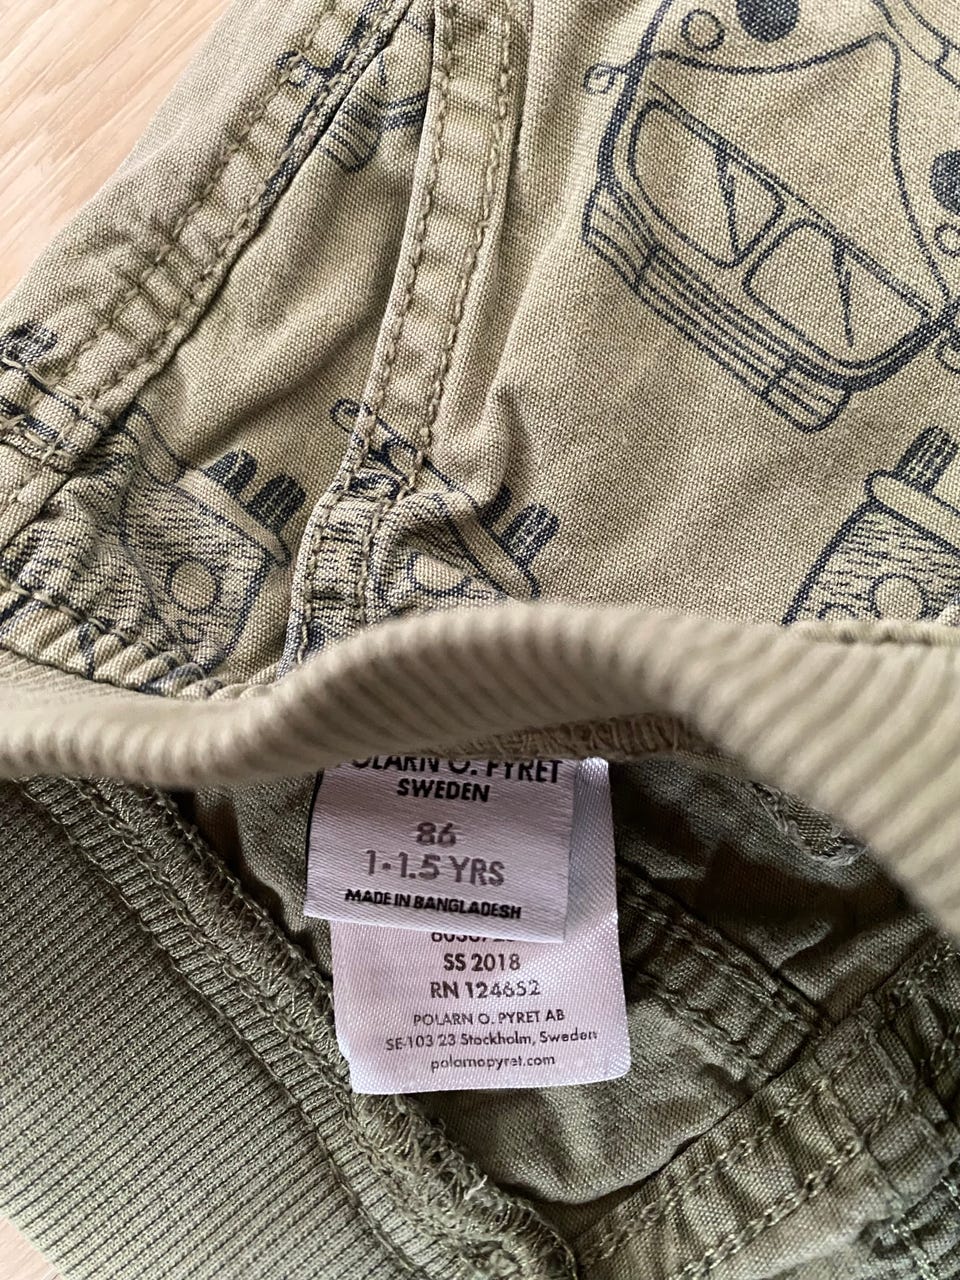 POLARN O. PYRET
SWEDEN
86
1-1.5 YRS
MADE IN BANGLADESH
SS 2018
RN 124652
POLARN O. PYRET AB
SE-103 23 Stockholm, Sweden
polarnopyret.com